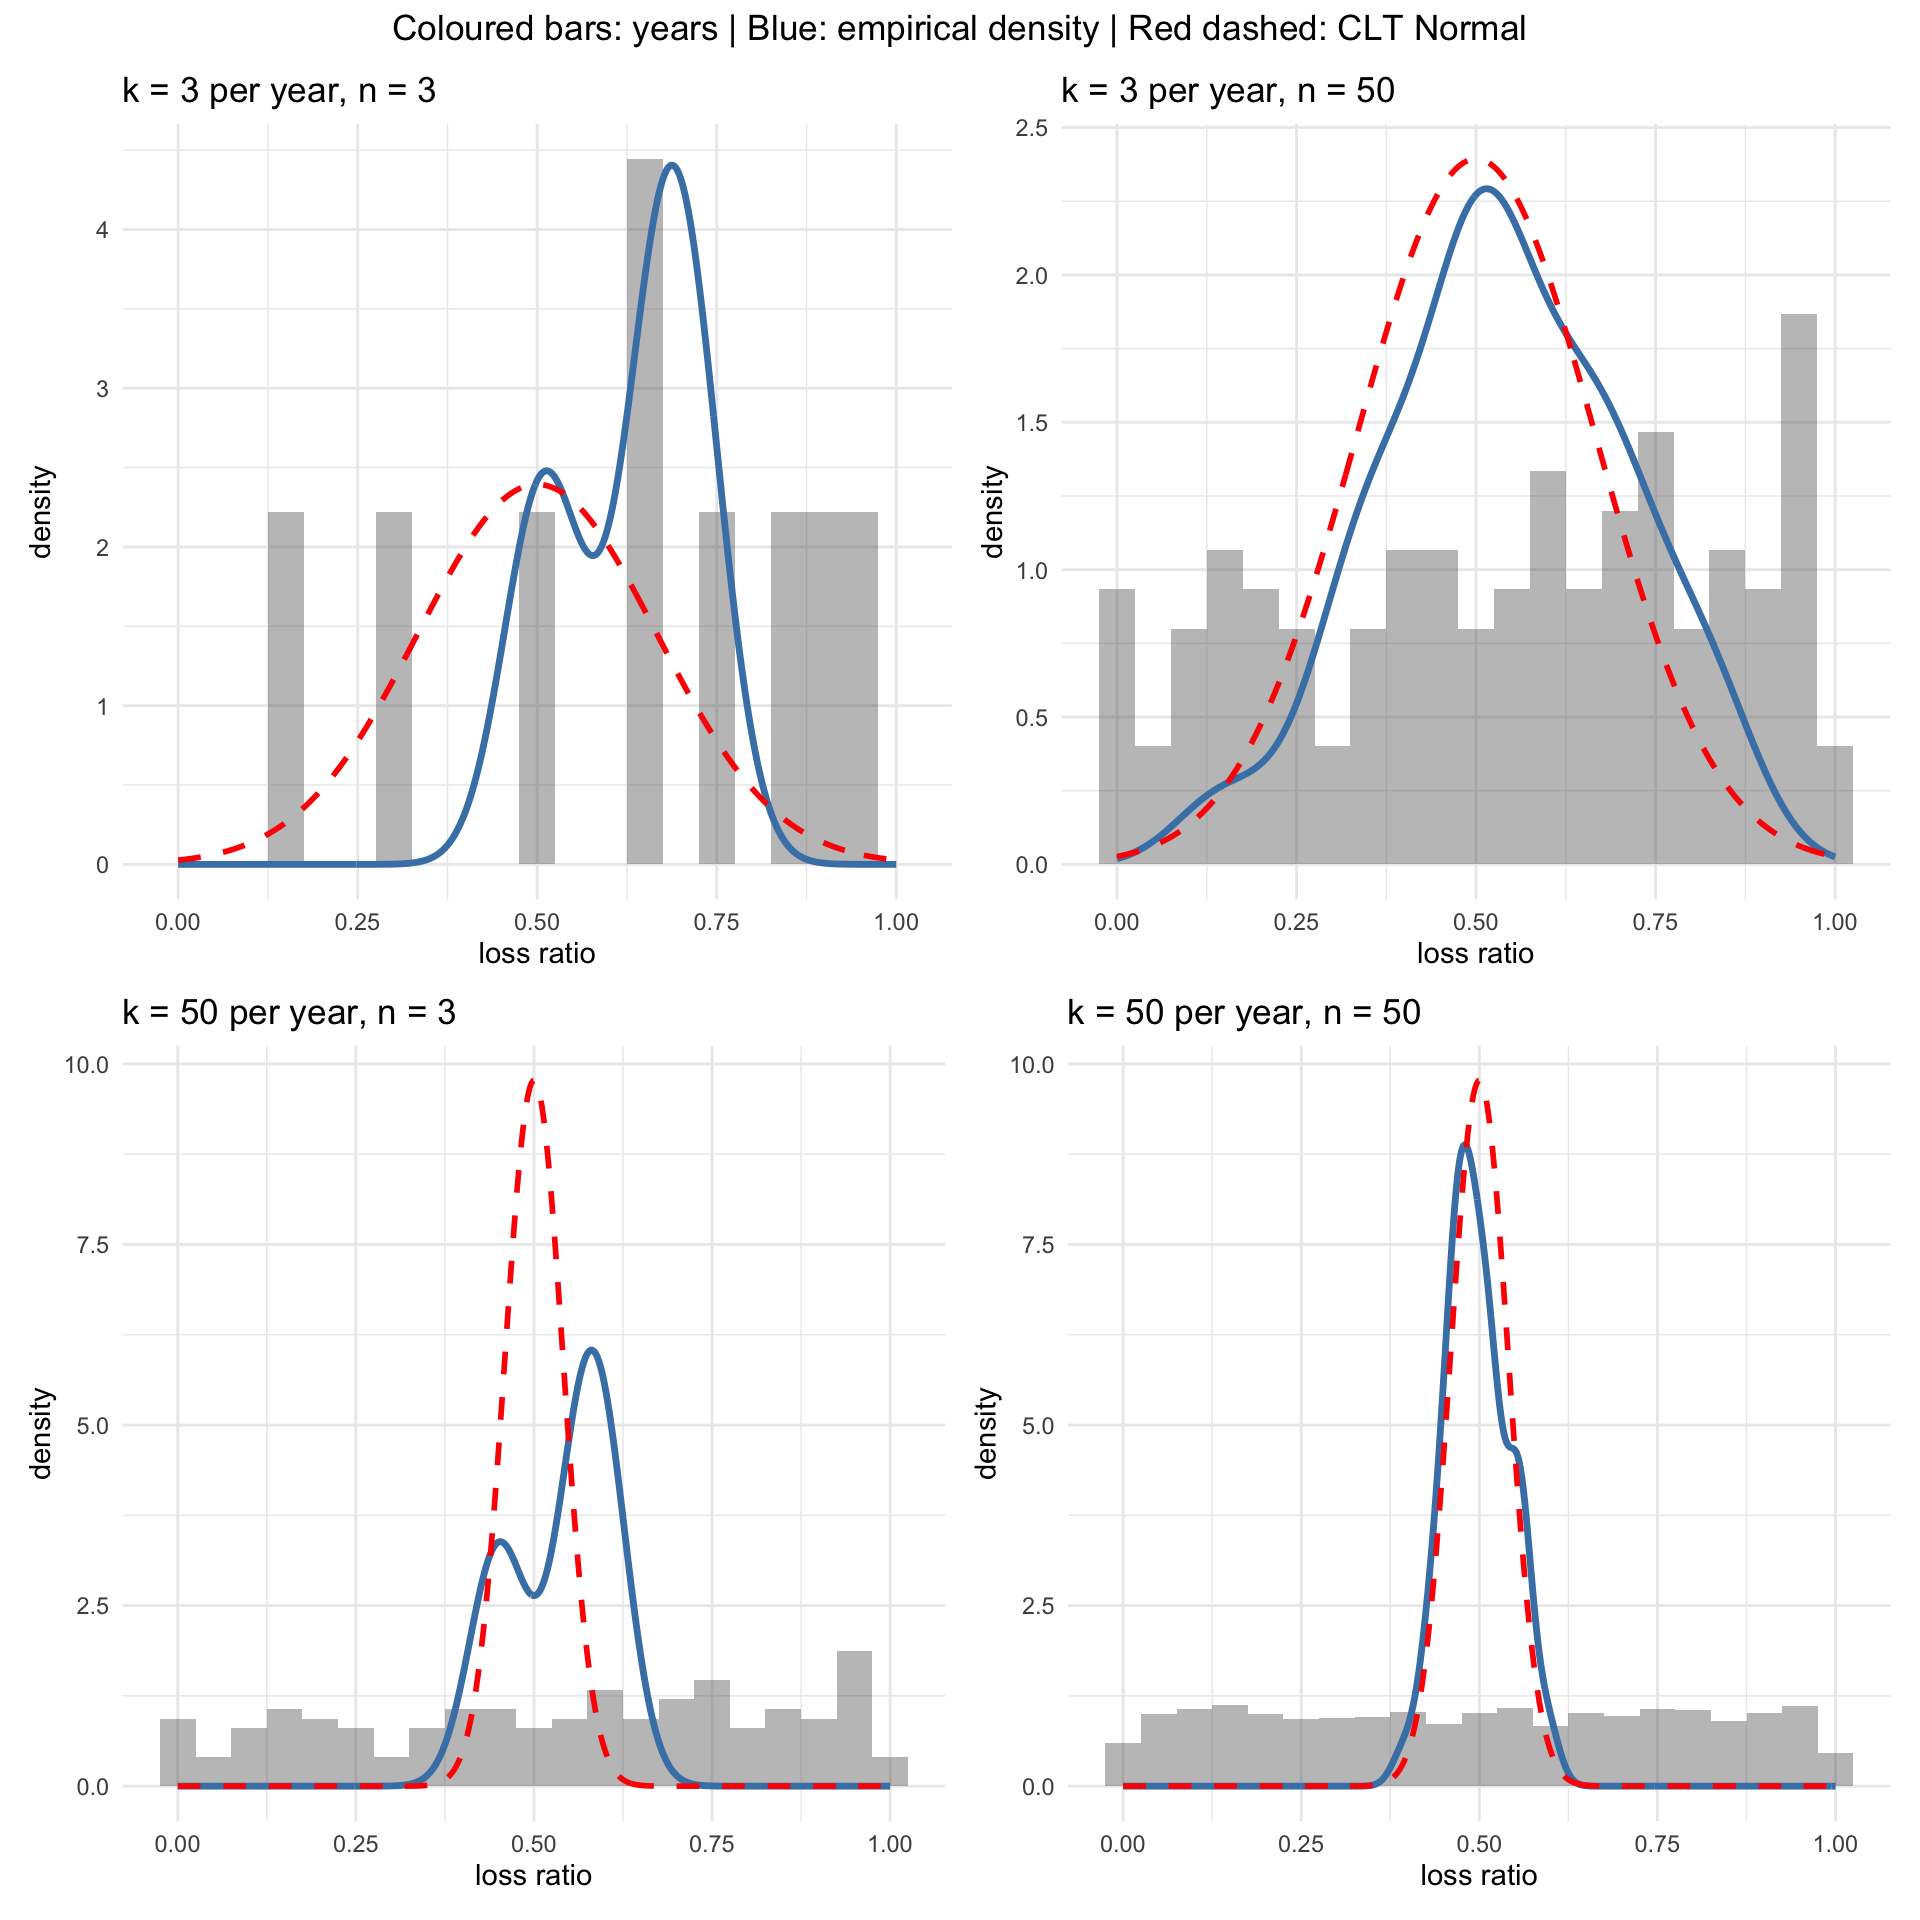 Coloured bars: years | Blue: empirical density | Red dashed: CLT Normal
k = 3 per year, n = 3
density
4
3
2
1
0
0.00 0.25 0.50 0.75 1.00
loss ratio
k = 3 per year, n = 50
density
2.5
2.0
1.5
1.0
0.5
0.0
0.00 0.25 0.50 0.75 1.00
loss ratio
k = 50 per year, n = 3
density
10.0
7.5
5.0
2.5
0.0
0.00 0.25 0.50 0.75 1.00
loss ratio
k = 50 per year, n = 50
density
10.0
7.5
5.0
2.5
0.0
0.00 0.25 0.50 0.75 1.00
loss ratio